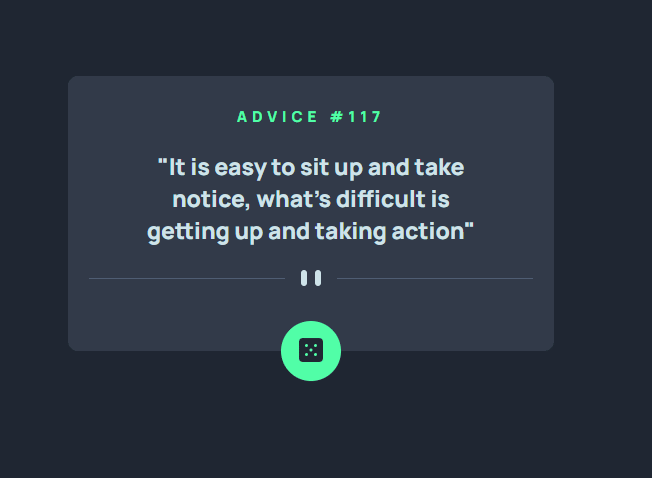 ADVICE #117
"It is easy to sit up and take
notice, what's difficult is
getting up and taking action"